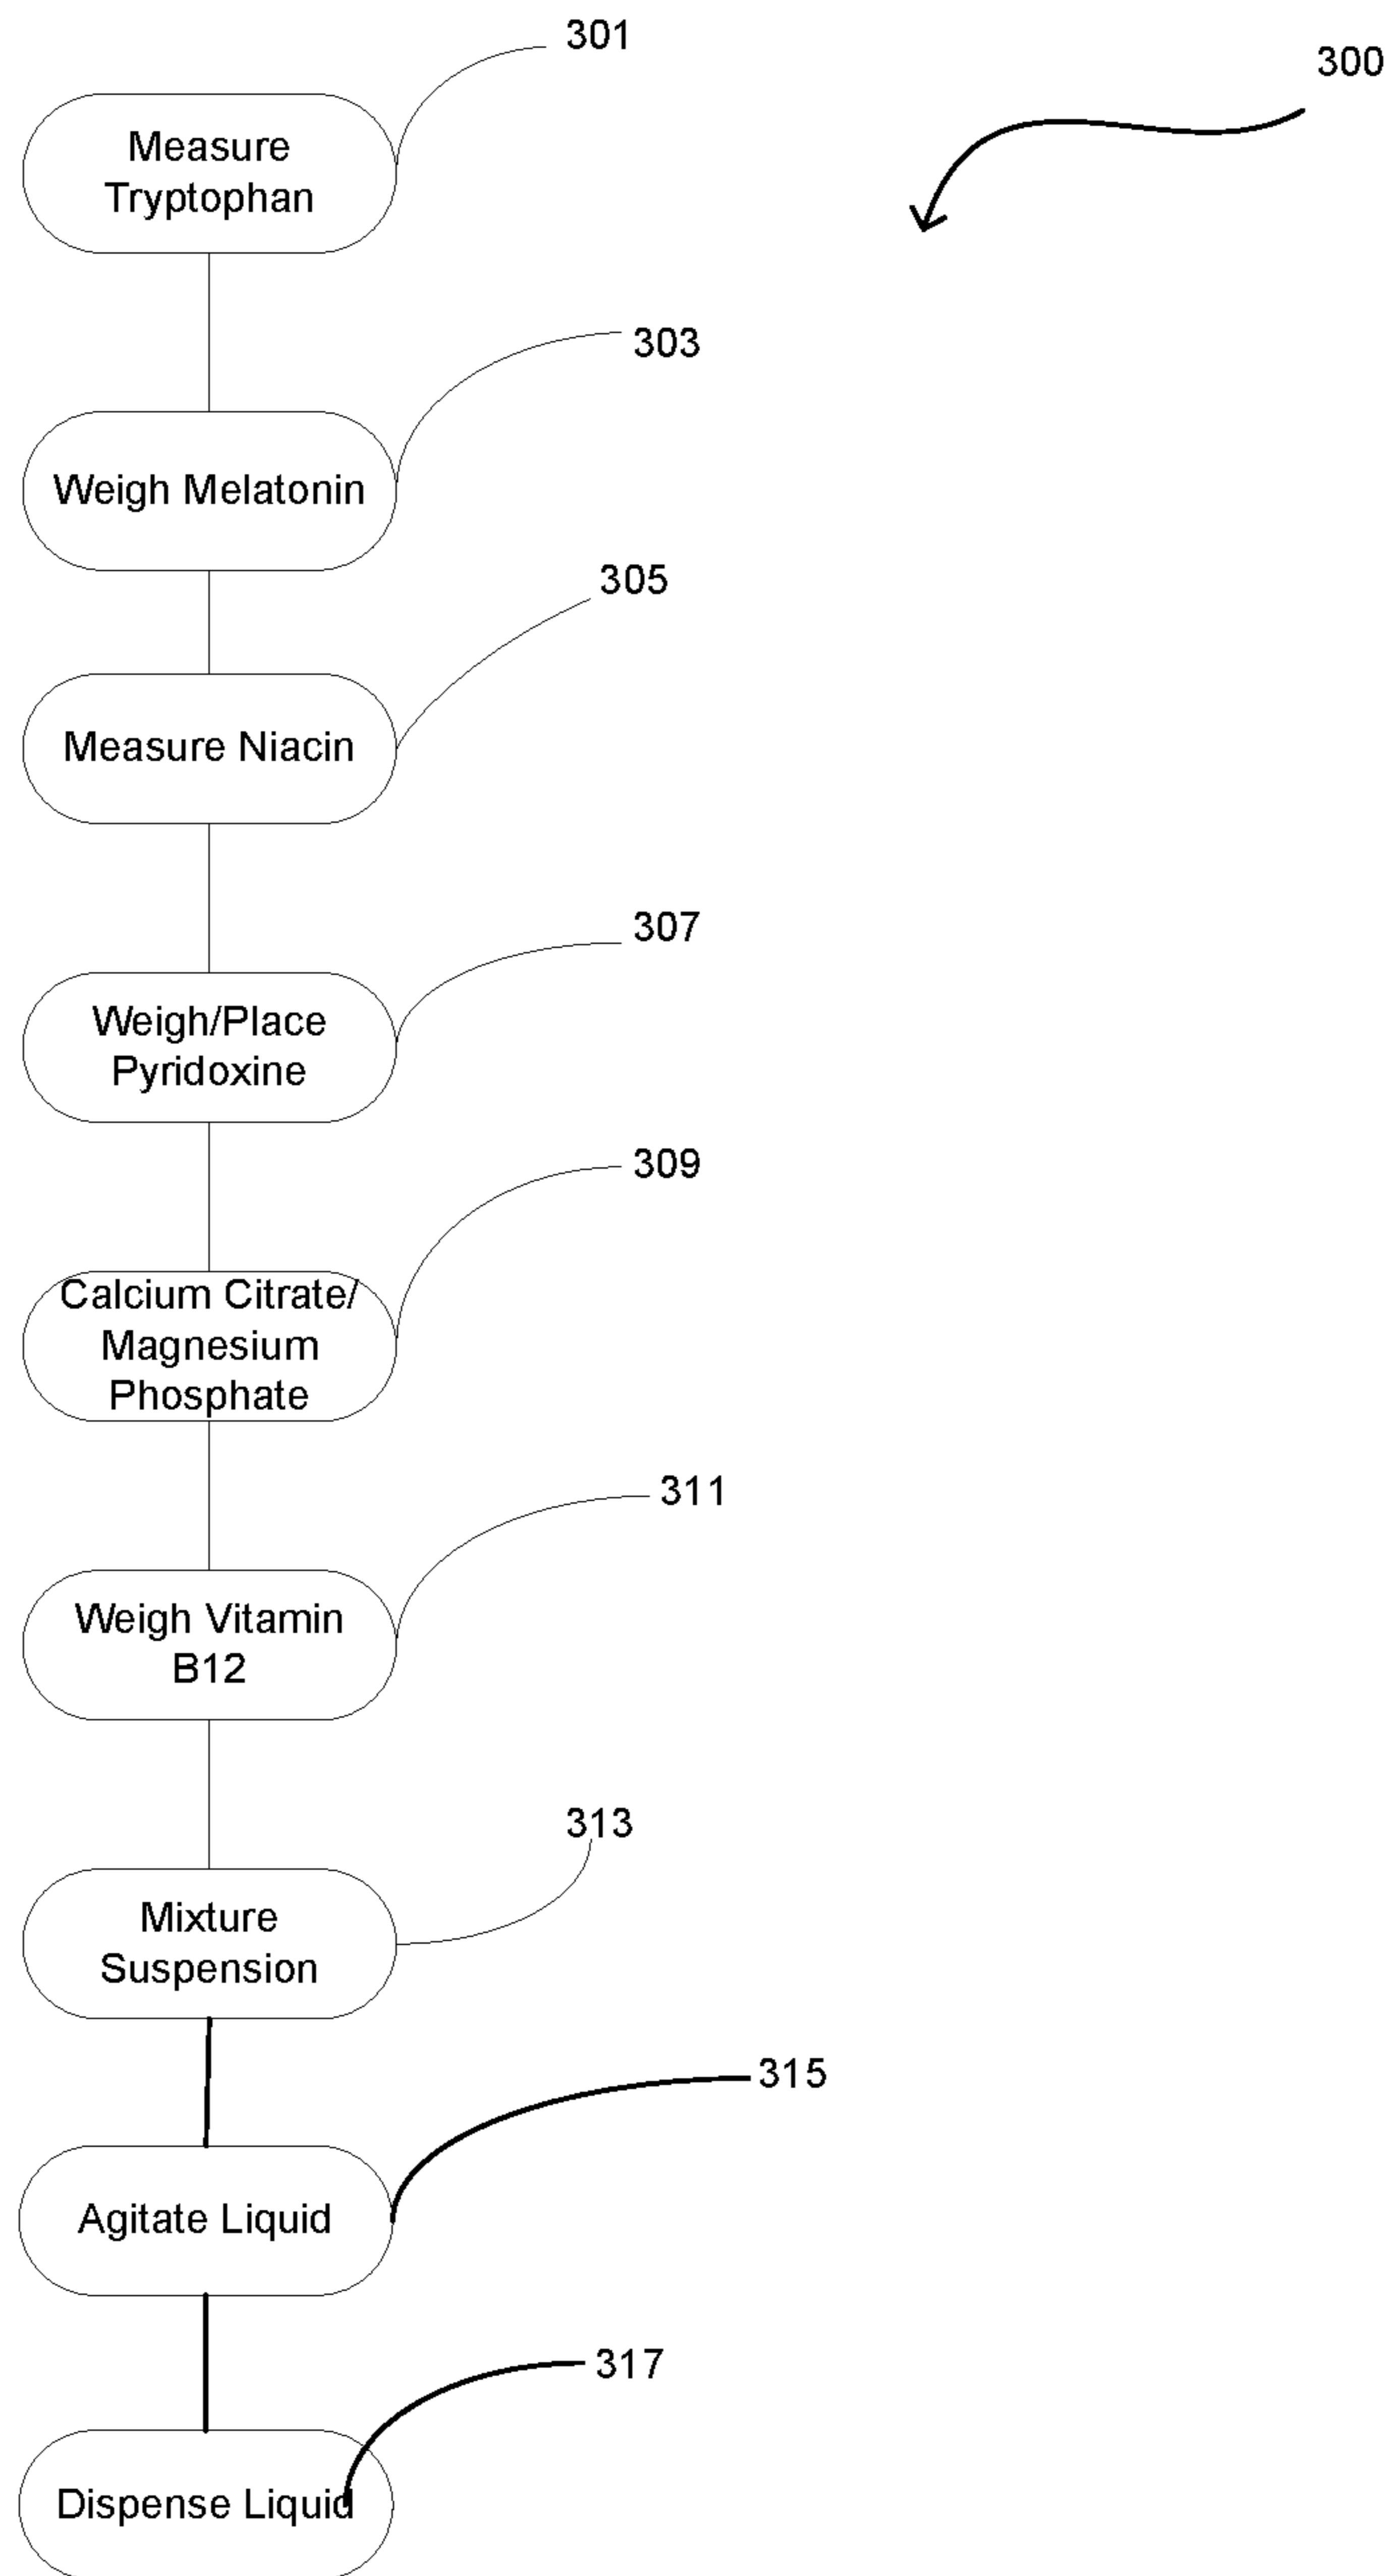 301
300
Measure
Tryptophan
303
Weigh Melatonin
305
Measure Niacin
307
Weigh/Place
Pyridoxine
309
Calcium Citrate/
Magnesium
Phosphate
311
Weigh Vitamin
B12
313
Mixture
Suspension
315
Agitate Liquid
317
Dispense Liquid